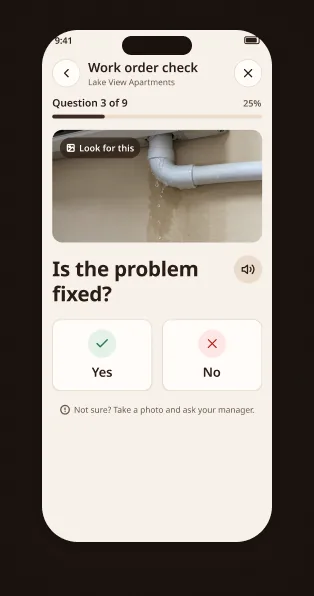 9:41
Work order check
Lake View Apartments
Question 3 of 9
25%
Look for this
Is the problem
fixed?
Yes
No
Not sure? Take a photo and ask your manager.